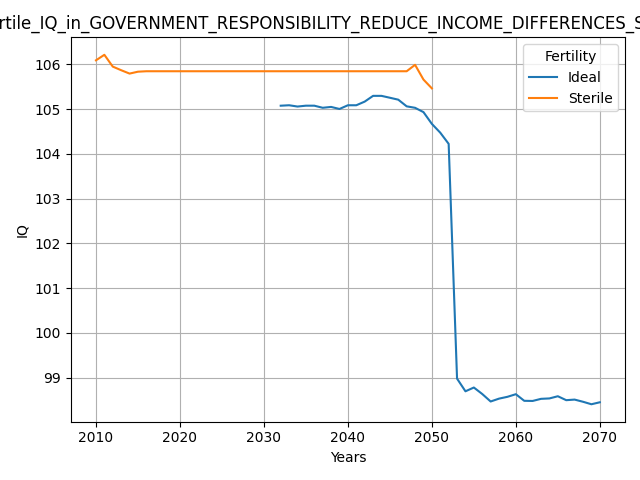 rtile_IQ_in_GOVERNMENT_RESPONSIBILITY_REDUCE_INCOME_DIFFERENCES_S
Fertility
Ideal
Sterile
IQ
106
105
104
103
102
101
100
99
2010 2020 2030 2040 2050 2060 2070
Years